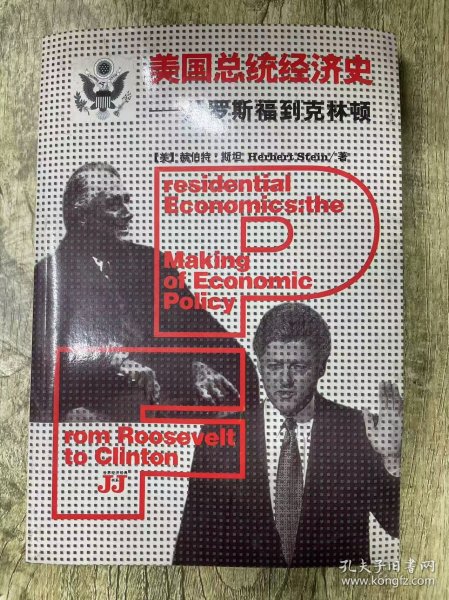 美国总统经济史
——从罗斯福到克林顿
[美] 赫伯特·斯坦 Herbert Stein/著
Presidential
Economics:the
Making
of Economic
Policy
From Roosevelt
to Clinton
JJ
孔夫子旧书网
www.kongfz.com